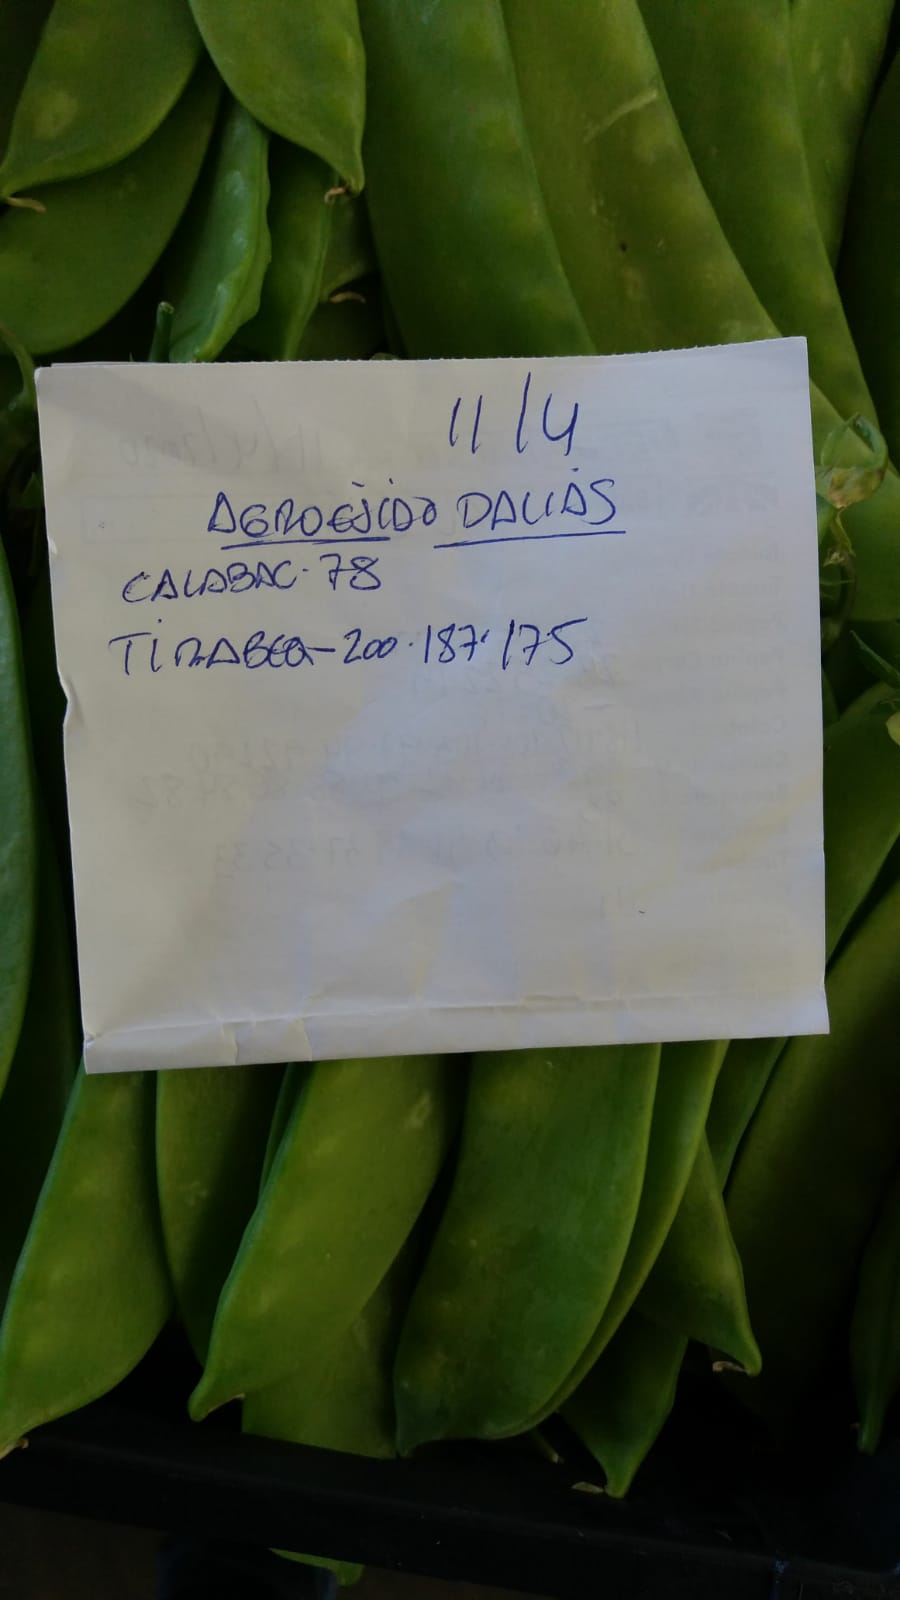 11/4
AGROEJIDO DALIAS
CALABAC. 78
TIRABEQ-200.187.175